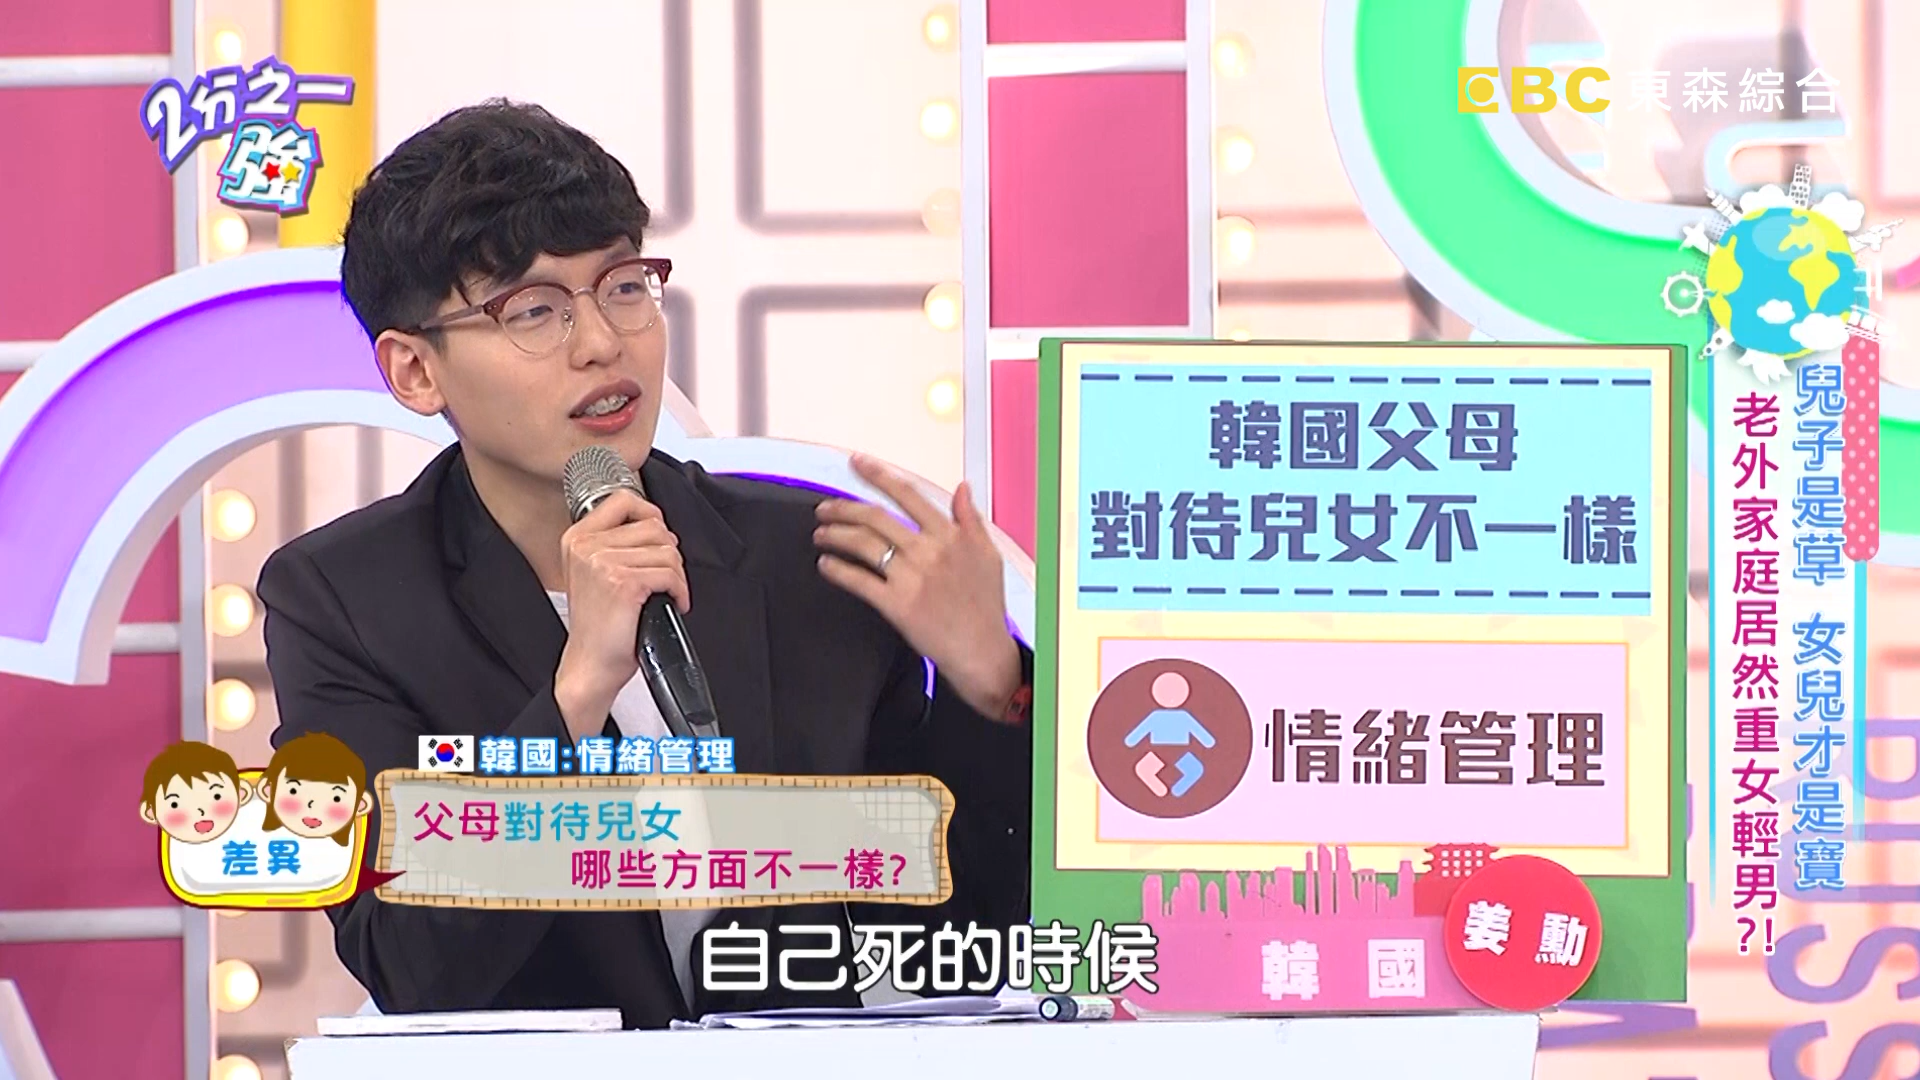 2分之一強
EBC 東森綜合
兒子是草 女兒才是寶
老外家庭居然重女輕男?!
韓國父母
對待兒女不一樣
情緒管理
韓國:情緒管理
差異
父母對待兒女
哪些方面不一樣?
韓國
姜勳
自己死的時候